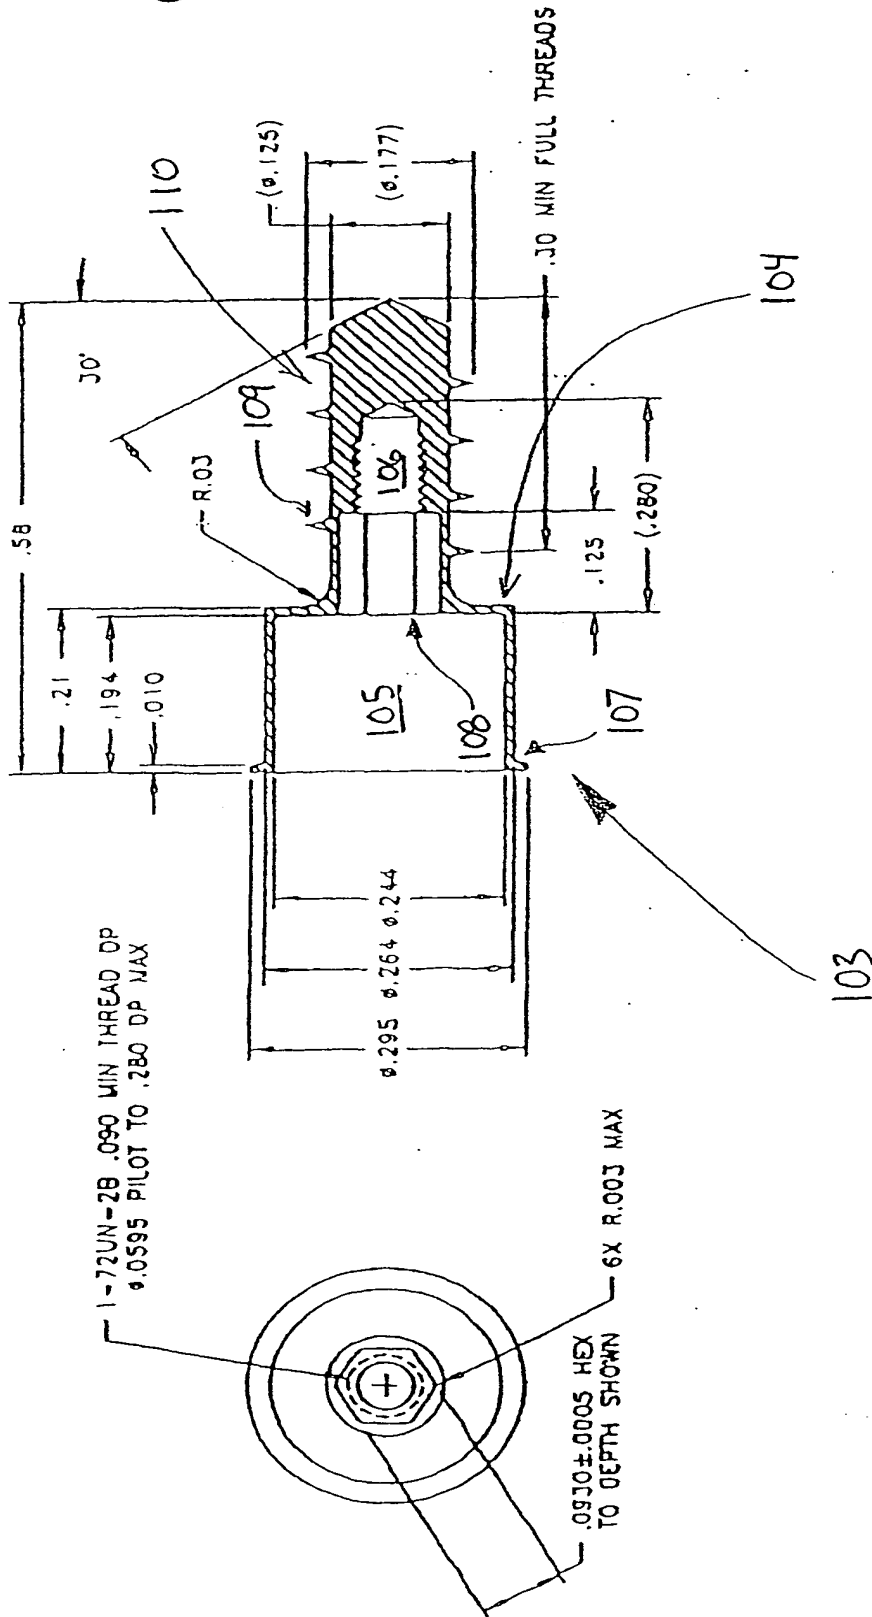 1-72UN-2B .090 MIN THREAD DP
ø.0595 PILOT TO .280 DP MAX
6X R.003 MAX
.0930±.0005 HEX
TO DEPTH SHOWN
.58
.21
.194
.010
30°
R.03
109
110
(ø.125)
(ø.177)
.30 MIN FULL THREADS
106
105
108
107
104
103
.125
(.280)
ø.295
ø.264
ø.244